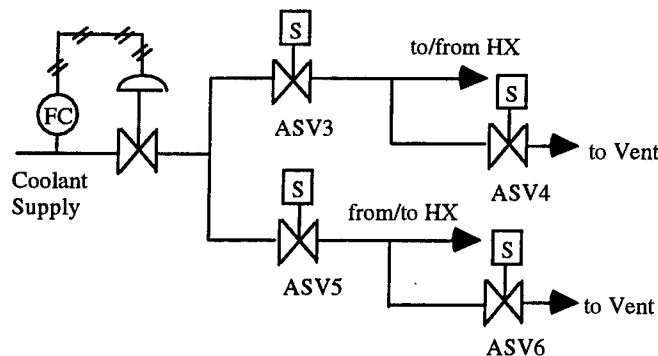 S
to/from HX
S
FC
ASV3
to Vent
Coolant
Supply
ASV4
S
from/to HX
S
ASV5
to Vent
ASV6